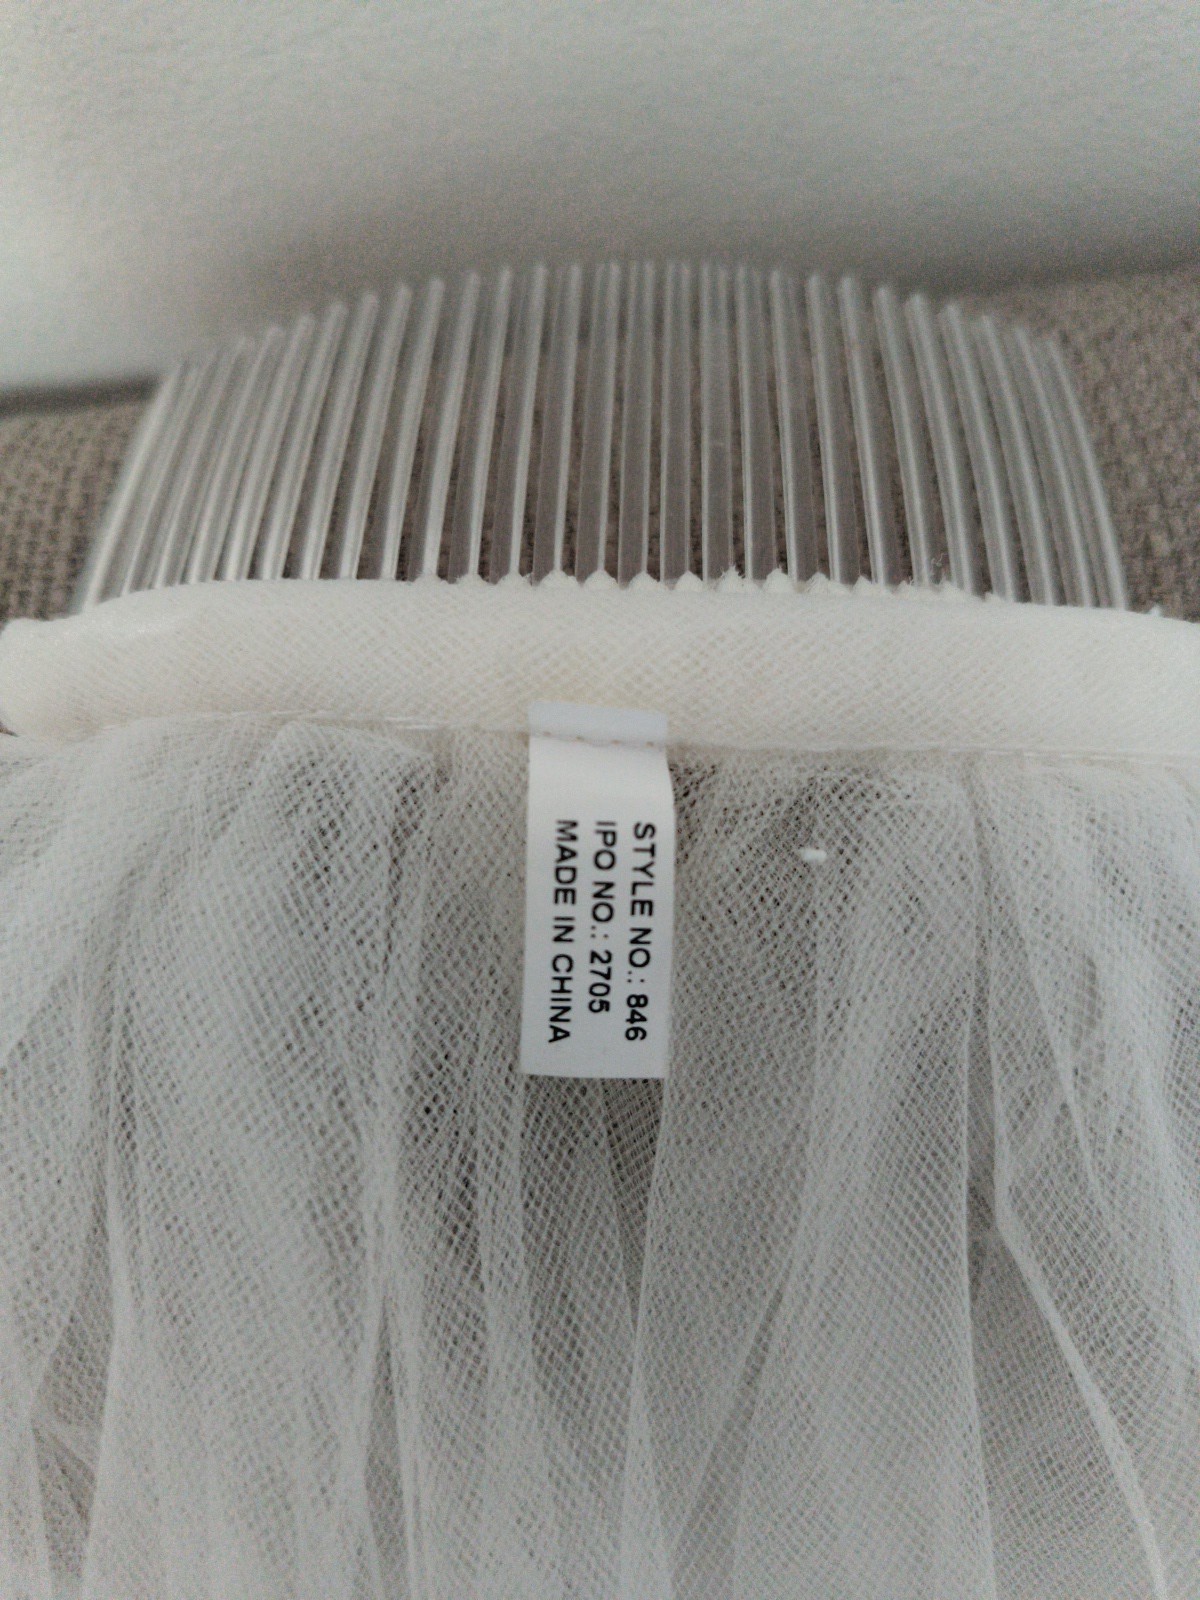 STYLE NO.: 846
IPO NO.: 2705
MADE IN CHINA